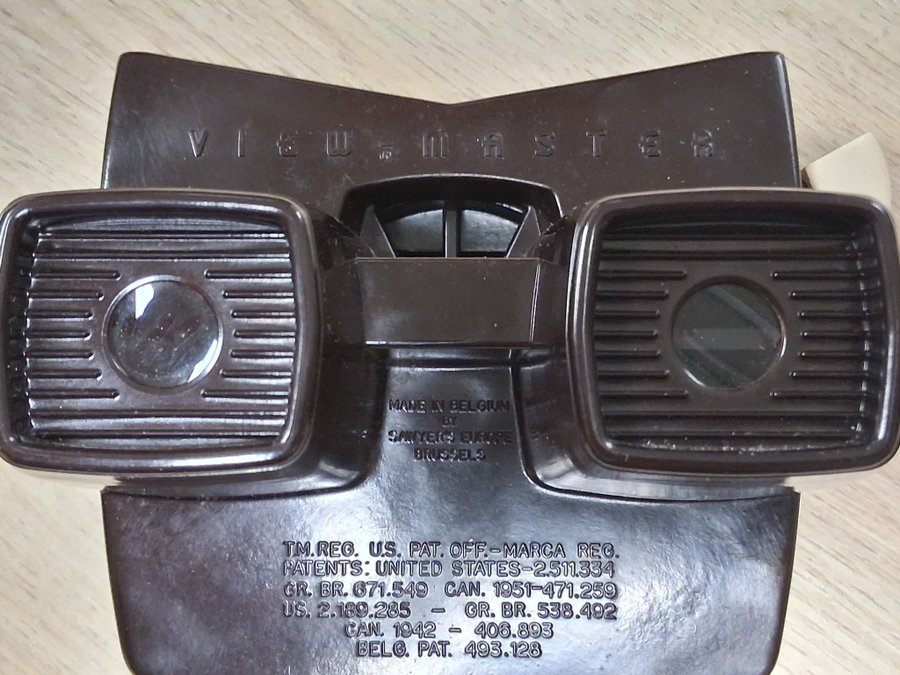 VIEW-MASTER
MADE IN BELGIUM
BY
SAWYER'S EUROPE
BRUSSELS
TM.REG. U.S. PAT. OFF.-MARCA REG.
PATENTS: UNITED STATES-2.511.334
GR. BR. 671.549 CAN. 1951-471.259
US. 2.189.285 - GR. BR. 538.492
CAN. 1942 - 406.893
BELG. PAT. 493.128